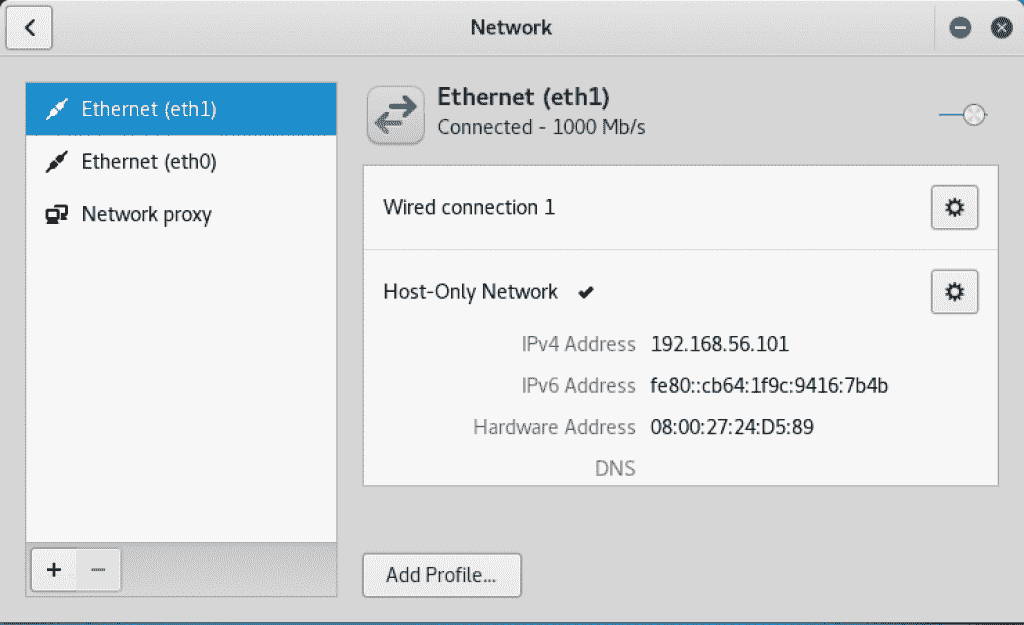 Network
Ethernet (eth1)
Ethernet (eth0)
Network proxy
Ethernet (eth1)
Connected - 1000 Mb/s
Wired connection 1
Host-Only Network
IPv4 Address 192.168.56.101
IPv6 Address fe80::cb64:1f9c:9416:7b4b
Hardware Address 08:00:27:24:D5:89
DNS
Add Profile...